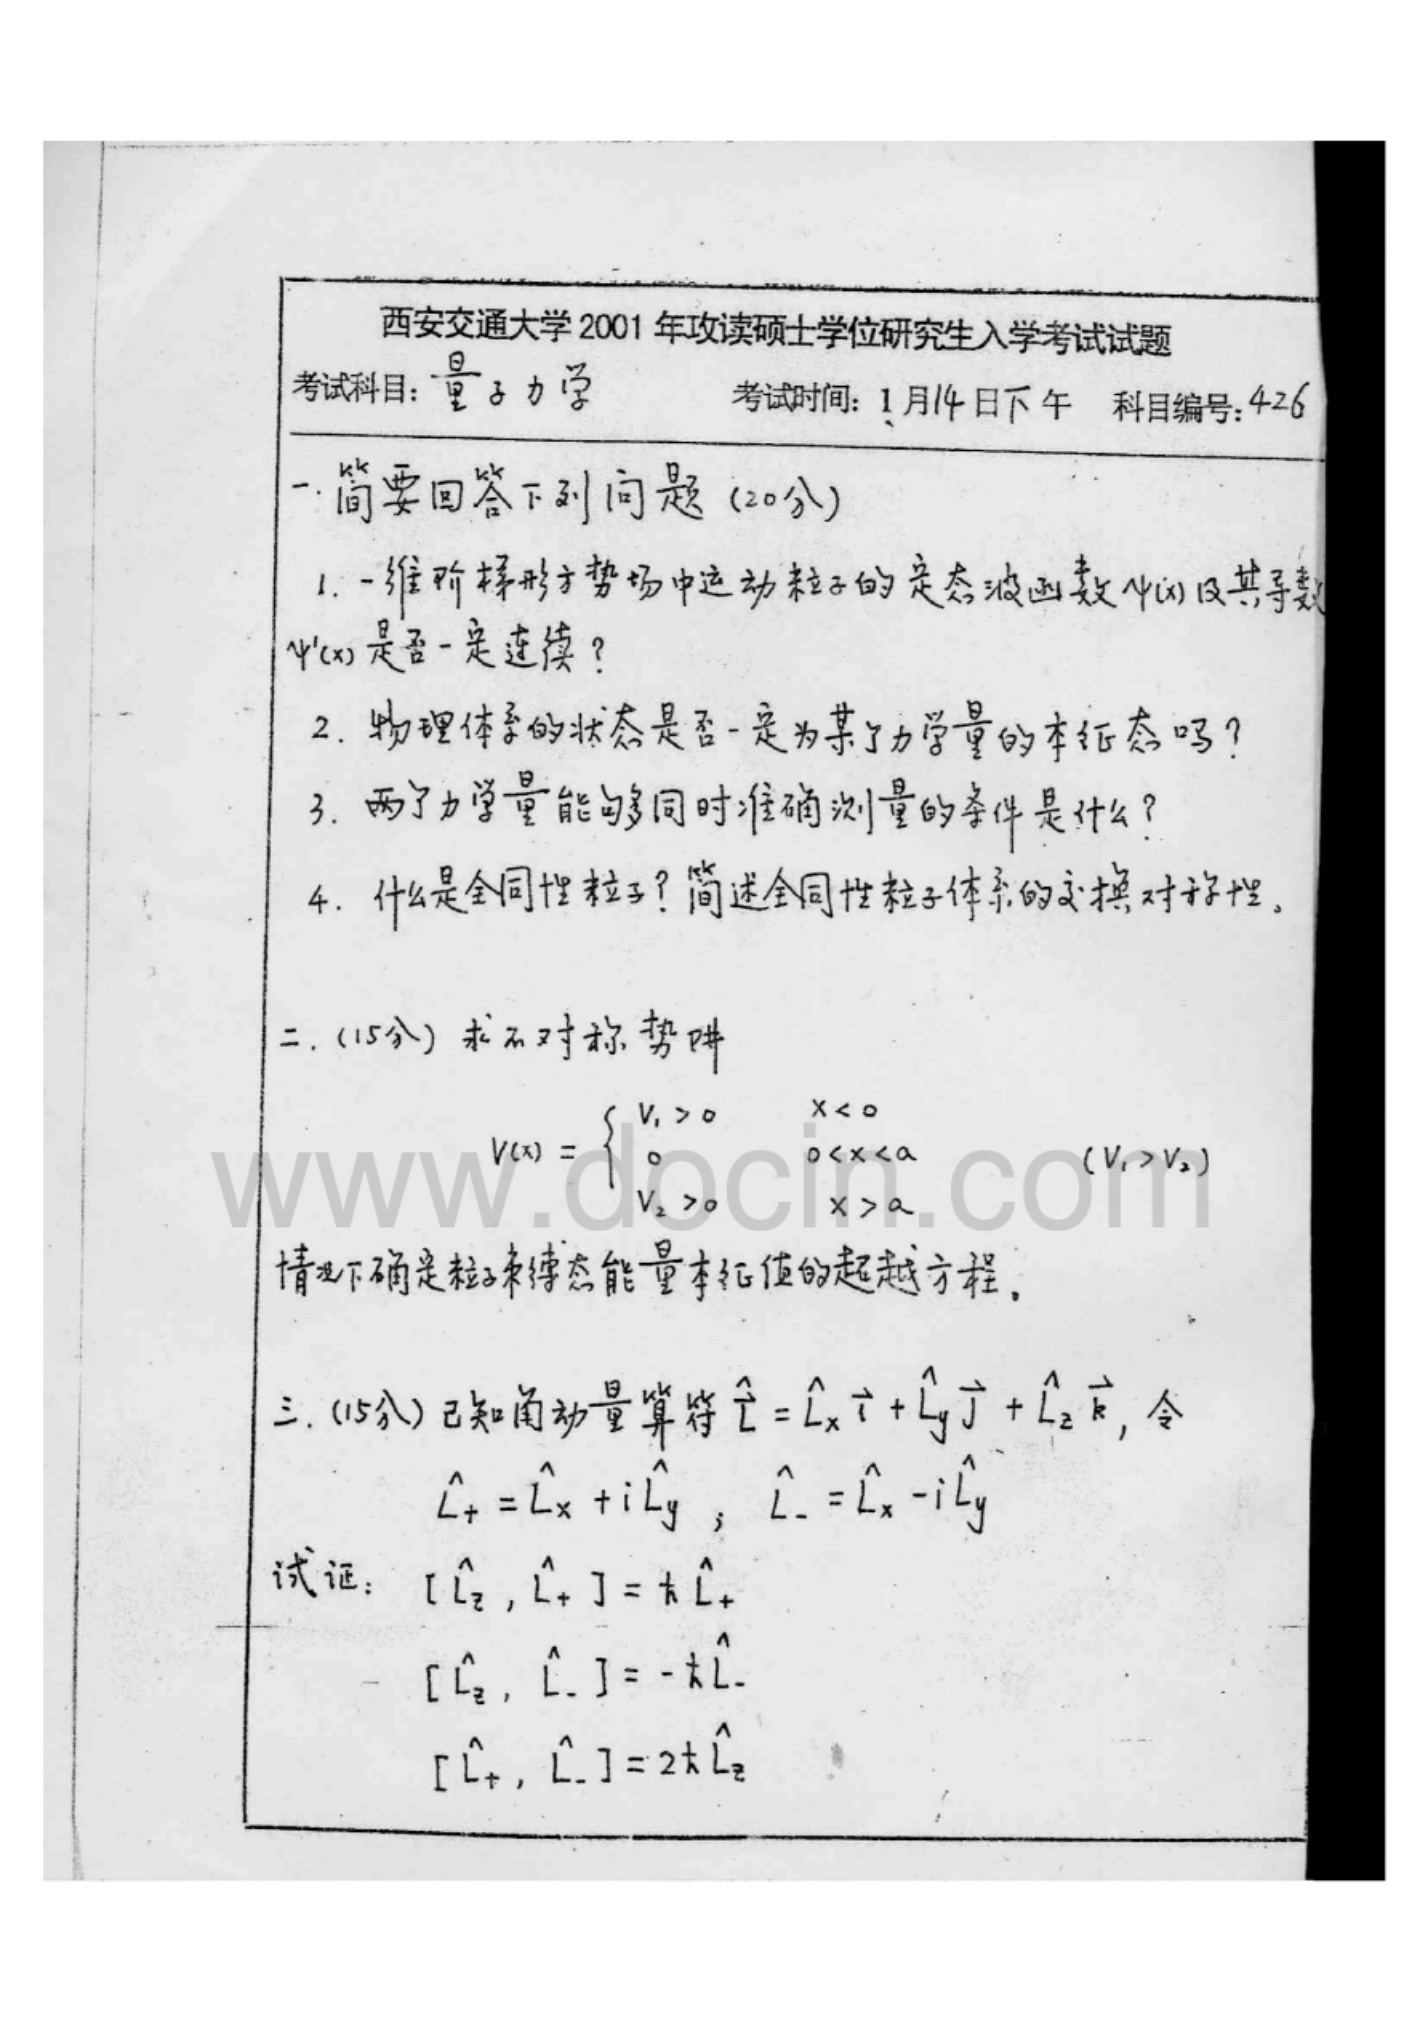 西安交通大学2001年攻读硕士学位研究生入学考试试题
考试科目：量子力学 考试时间：1月14日下午 科目编号：426
一.简要回答下列问题（20分）
1. 一维阶梯形方势场中运动粒子的定态波函数ψ(x)及其导数
ψ'(x)是否一定连续？
2. 物理体系的状态是否一定为某个力学量的本征态吗？
3. 两个力学量能够同时准确测量的条件是什么？
4. 什么是全同性粒子？简述全同性粒子体系的交换对称性。
二.（15分）求不对称势阱
V(x) = { V₁>0 x<0
0 0<x<a (V₁>V₂)
V₂>0 x>a
www.docin.com
情况下确定粒子束缚态能量本征值的超越方程。
三.（15分）已知角动量算符 L̂ = L̂ₓ i⃗ + L̂y j⃗ + L̂z k⃗, 令
L̂₊ = L̂ₓ + iL̂y ; L̂₋ = L̂ₓ - iL̂y
试证： [L̂z, L̂₊] = ħL̂₊
[L̂z, L̂₋] = -ħL̂₋
[L̂₊, L̂₋] = 2ħL̂z